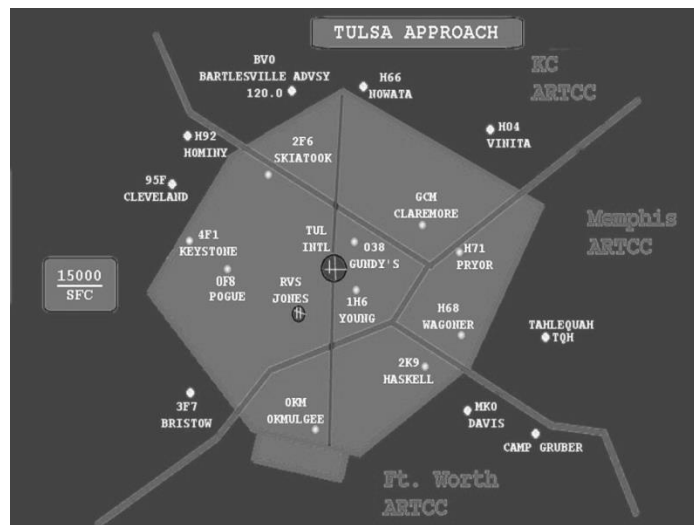 TULSA APPROACH
KC
ARTCC
BVO
BARTLESVILLE ADVSY
120.0
H66
NOWATA
H04
VINITA
H92
HOMINY
2F6
SKIATOOK
95F
CLEVELAND
GCM
CLAREMORE
Memphis
ARTCC
4F1
KEYSTONE
TUL
INTL
O38
GUNDY'S
H71
PRYOR
15000
SFC
0F8
POGUE
RVS
JONES
1H6
YOUNG
H68
WAGONER
TAHLEQUAH
TQH
2K9
HASKELL
3F7
BRISTOW
OKM
OKMULGEE
MKO
DAVIS
CAMP GRUBER
Ft. Worth
ARTCC